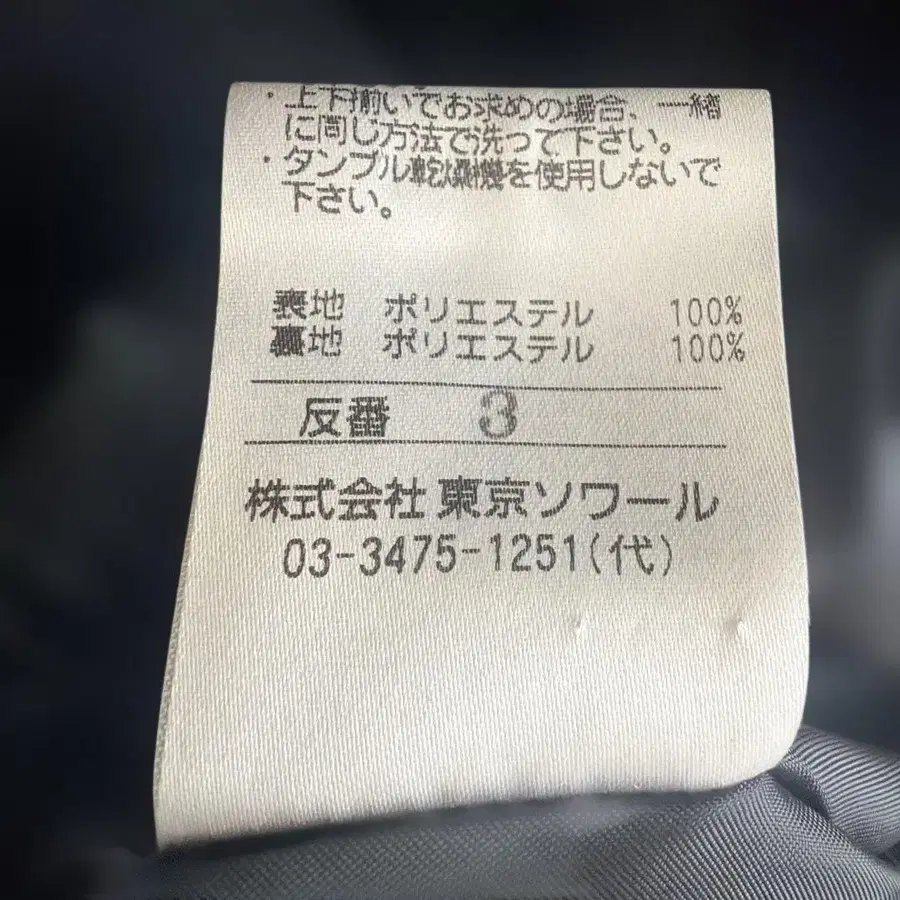 ・上下揃いでお求めの場合、一緒
に同じ方法で洗って下さい。
・タンブル乾燥機を使用しないで
下さい。
表地 ポリエステル 100%
裏地 ポリエステル 100%
反番 3
株式会社 東京ソワール
03-3475-1251(代)